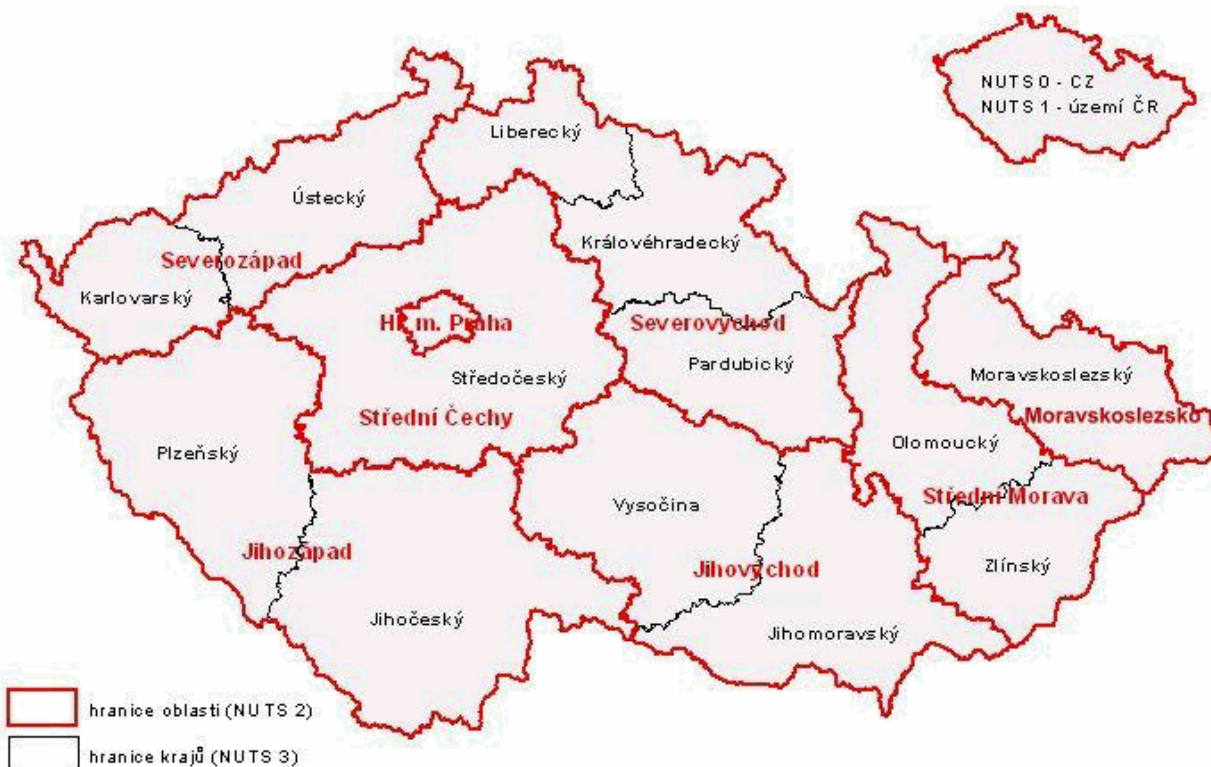 NUTS 0 - CZ
NUTS 1 - území ČR
Liberecký
Ústecký
Královéhradecký
Severozápad
Karlovarský
Hl. m. Praha
Severovýchod
Pardubický
Středočeský
Moravskoslezský
Moravskoslezsko
Střední Čechy
Olomoucký
Plzeňský
Střední Morava
Vysočina
Jihozápad
Jihovýchod
Zlínský
Jihočeský
Jihomoravský
hranice oblasti (NUTS 2)
hranice krajů (NUTS 3)